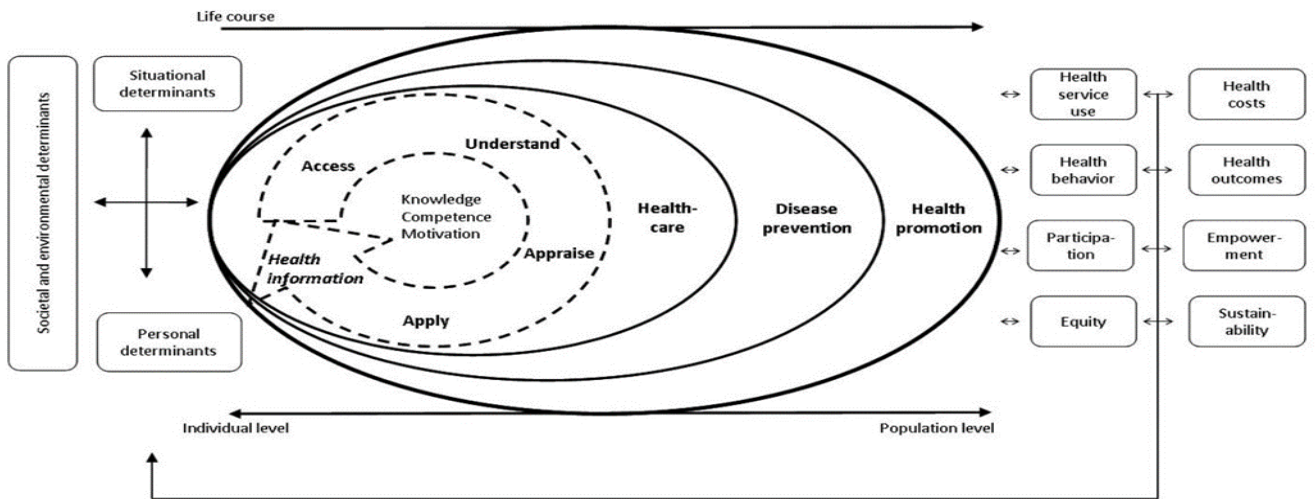 Life course
Societal and environmental determinants
Situational
determinants
Personal
determinants
Access
Understand
Knowledge
Competence
Motivation
Health
information
Appraise
Apply
Health-
care
Disease
prevention
Health
promotion
Individual level
Population level
Health
service
use
Health
costs
Health
behavior
Health
outcomes
Participa-
tion
Empower-
ment
Equity
Sustain-
ability